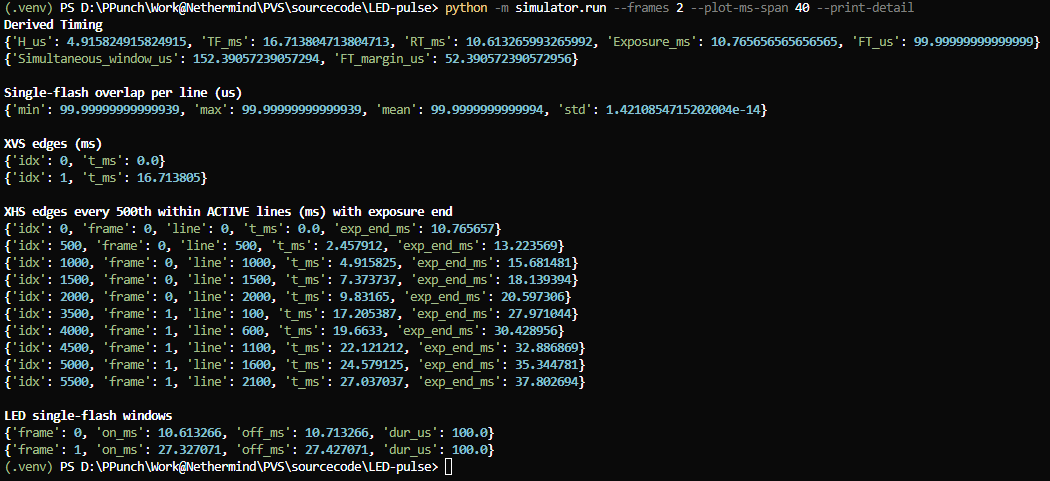 (.venv) PS D:\PPunch\Work@Nethermind\PVS\sourcecode\LED-pulse> python -m simulator.run --frames 2 --plot-ms-span 40 --print-detail
Derived Timing
{'H_us': 4.915824915824915, 'TF_ms': 16.713804713804713, 'RT_ms': 10.613265993265992, 'Exposure_ms': 10.765656565656565, 'FT_us': 99.99999999999999}
{'Simultaneous_window_us': 152.39057239057294, 'FT_margin_us': 52.390572390572956}

Single-flash overlap per line (us)
{'min': 99.99999999999939, 'max': 99.99999999999939, 'mean': 99.9999999999994, 'std': 1.4210854715202004e-14}

XVS edges (ms)
{'idx': 0, 't_ms': 0.0}
{'idx': 1, 't_ms': 16.713805}

XHS edges every 500th within ACTIVE lines (ms) with exposure end
{'idx': 0, 'frame': 0, 'line': 0, 't_ms': 0.0, 'exp_end_ms': 10.765657}
{'idx': 500, 'frame': 0, 'line': 500, 't_ms': 2.457912, 'exp_end_ms': 13.223569}
{'idx': 1000, 'frame': 0, 'line': 1000, 't_ms': 4.915825, 'exp_end_ms': 15.681481}
{'idx': 1500, 'frame': 0, 'line': 1500, 't_ms': 7.373737, 'exp_end_ms': 18.139394}
{'idx': 2000, 'frame': 0, 'line': 2000, 't_ms': 9.83165, 'exp_end_ms': 20.597306}
{'idx': 3500, 'frame': 1, 'line': 100, 't_ms': 17.205387, 'exp_end_ms': 27.971044}
{'idx': 4000, 'frame': 1, 'line': 600, 't_ms': 19.6633, 'exp_end_ms': 30.428956}
{'idx': 4500, 'frame': 1, 'line': 1100, 't_ms': 22.121212, 'exp_end_ms': 32.886869}
{'idx': 5000, 'frame': 1, 'line': 1600, 't_ms': 24.579125, 'exp_end_ms': 35.344781}
{'idx': 5500, 'frame': 1, 'line': 2100, 't_ms': 27.037037, 'exp_end_ms': 37.802694}

LED single-flash windows
{'frame': 0, 'on_ms': 10.613266, 'off_ms': 10.713266, 'dur_us': 100.0}
{'frame': 1, 'on_ms': 27.327071, 'off_ms': 27.427071, 'dur_us': 100.0}
(.venv) PS D:\PPunch\Work@Nethermind\PVS\sourcecode\LED-pulse>